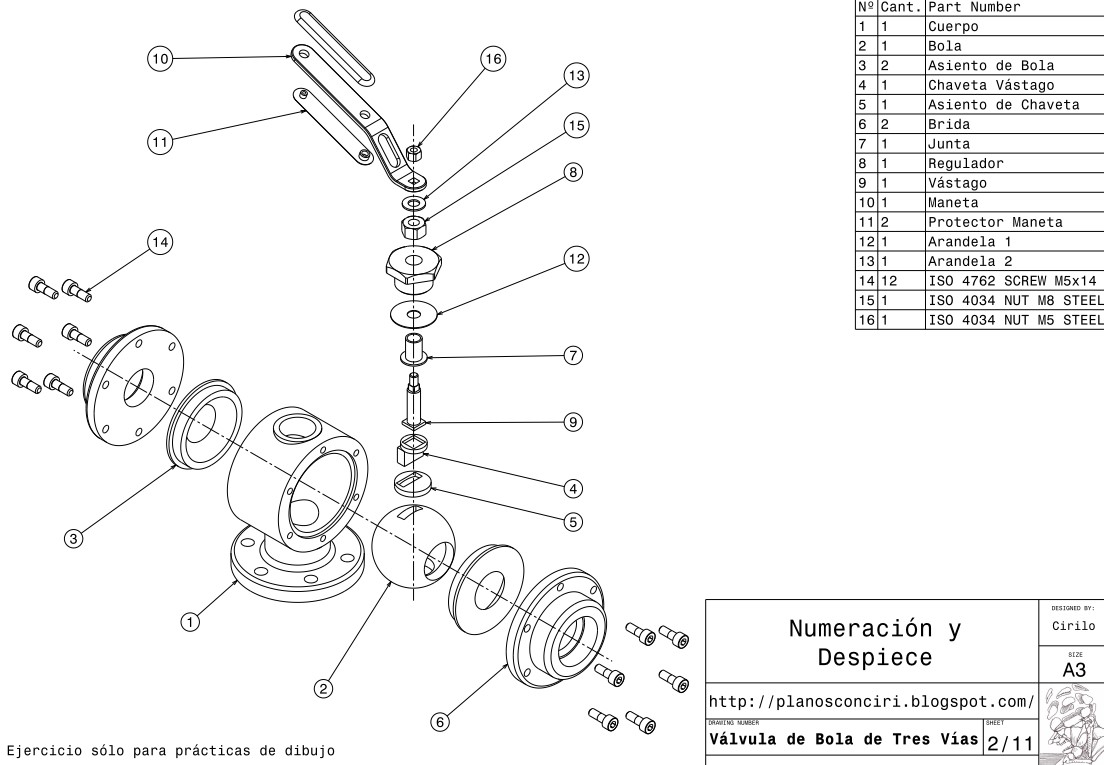 Nº Cant. Part Number
1 1 Cuerpo
2 1 Bola
3 2 Asiento de Bola
4 1 Chaveta Vástago
5 1 Asiento de Chaveta
6 2 Brida
7 1 Junta
8 1 Regulador
9 1 Vástago
10 1 Maneta
11 2 Protector Maneta
12 1 Arandela 1
13 1 Arandela 2
14 12 ISO 4762 SCREW M5x14
15 1 ISO 4034 NUT M8 STEEL
16 1 ISO 4034 NUT M5 STEEL
10
16
13
11
15
8
14
12
7
9
3
4
5
1
2
6
Numeración y
Despiece
DESIGNED BY:
Cirilo
SIZE
A3
http://planosconciri.blogspot.com/
DRAWING NUMBER
Válvula de Bola de Tres Vías
SHEET
2/11
Ejercicio sólo para prácticas de dibujo